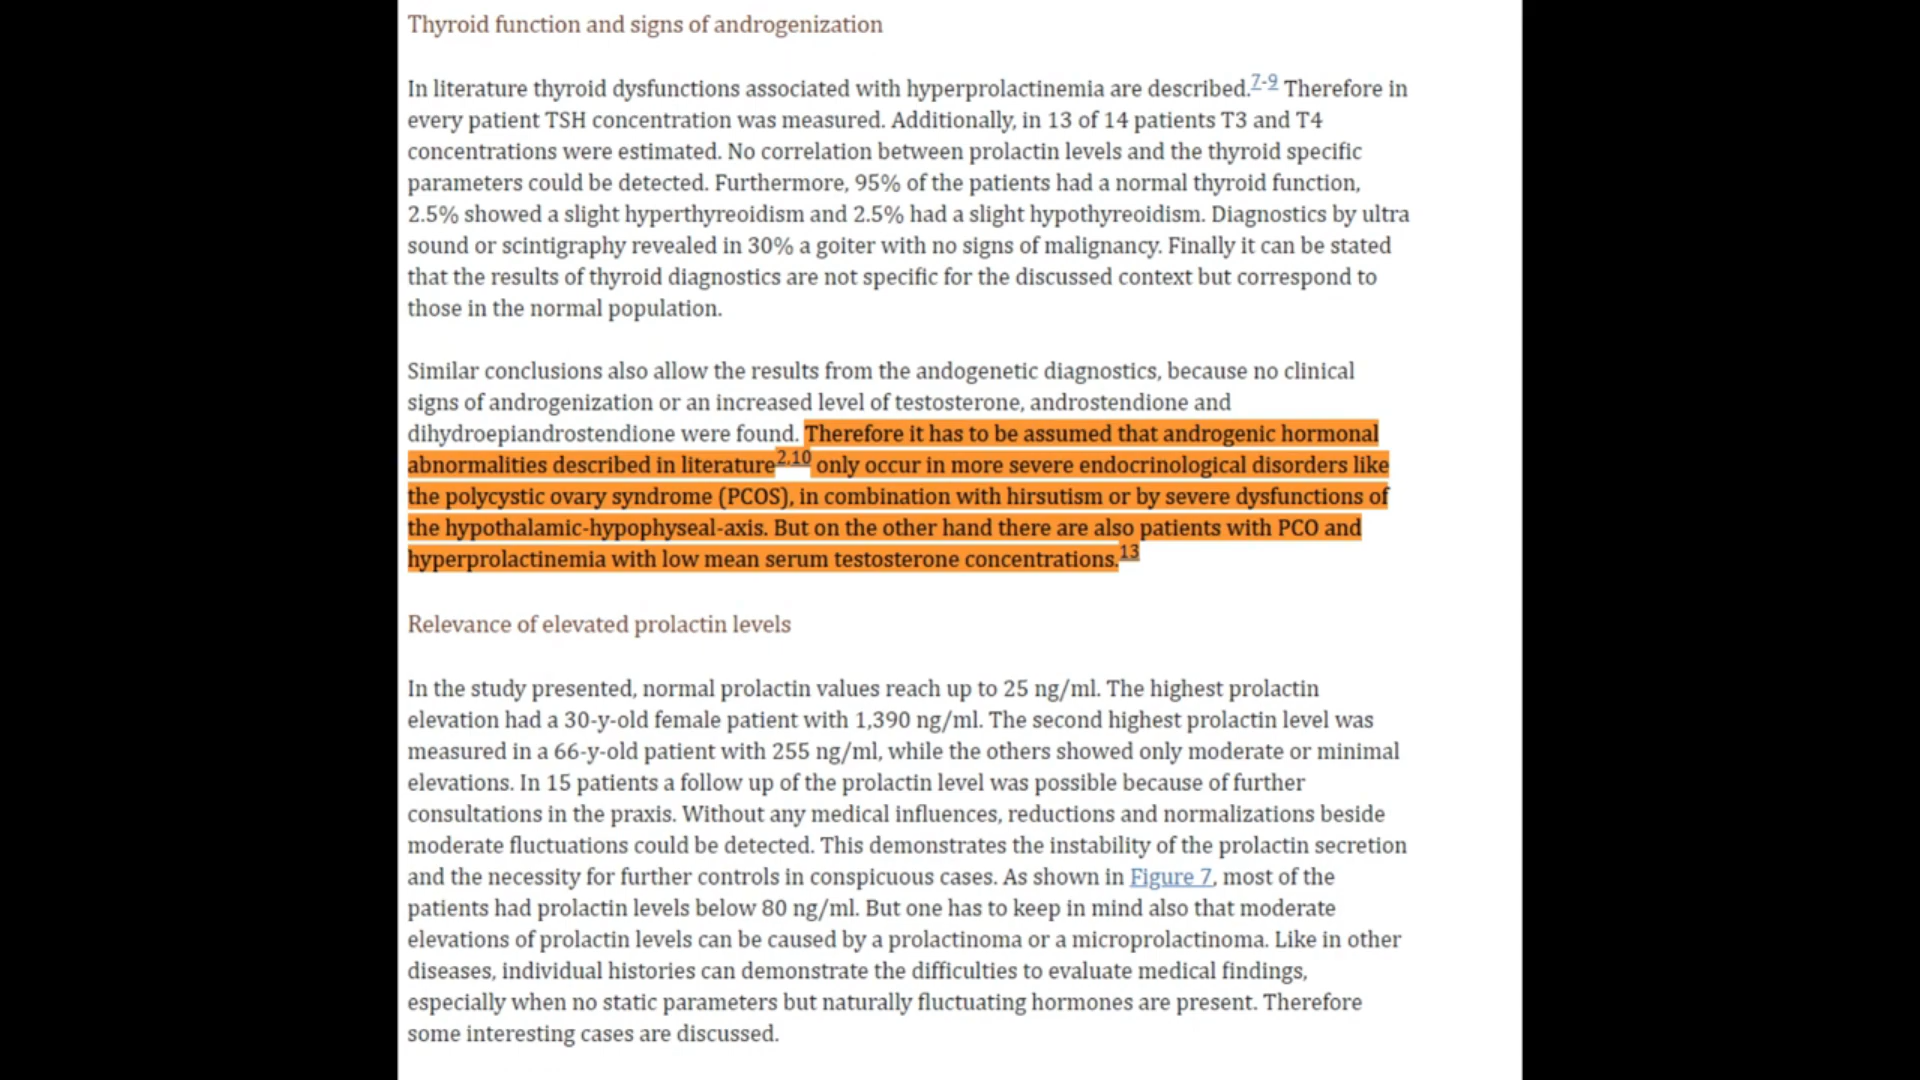 Thyroid function and signs of androgenization
In literature thyroid dysfunctions associated with hyperprolactinemia are described.7-9 Therefore in
every patient TSH concentration was measured. Additionally, in 13 of 14 patients T3 and T4
concentrations were estimated. No correlation between prolactin levels and the thyroid specific
parameters could be detected. Furthermore, 95% of the patients had a normal thyroid function,
2.5% showed a slight hyperthyreoidism and 2.5% had a slight hypothyreoidism. Diagnostics by ultra
sound or scintigraphy revealed in 30% a goiter with no signs of malignancy. Finally it can be stated
that the results of thyroid diagnostics are not specific for the discussed context but correspond to
those in the normal population.
Similar conclusions also allow the results from the andogenetic diagnostics, because no clinical
signs of androgenization or an increased level of testosterone, androstendione and
dihydroepiandrostendione were found. Therefore it has to be assumed that androgenic hormonal
abnormalities described in literature2,10 only occur in more severe endocrinological disorders like
the polycystic ovary syndrome (PCOS), in combination with hirsutism or by severe dysfunctions of
the hypothalamic-hypophyseal-axis. But on the other hand there are also patients with PCO and
hyperprolactinemia with low mean serum testosterone concentrations.13
Relevance of elevated prolactin levels
In the study presented, normal prolactin values reach up to 25 ng/ml. The highest prolactin
elevation had a 30-y-old female patient with 1,390 ng/ml. The second highest prolactin level was
measured in a 66-y-old patient with 255 ng/ml, while the others showed only moderate or minimal
elevations. In 15 patients a follow up of the prolactin level was possible because of further
consultations in the praxis. Without any medical influences, reductions and normalizations beside
moderate fluctuations could be detected. This demonstrates the instability of the prolactin secretion
and the necessity for further controls in conspicuous cases. As shown in Figure 7, most of the
patients had prolactin levels below 80 ng/ml. But one has to keep in mind also that moderate
elevations of prolactin levels can be caused by a prolactinoma or a microprolactinoma. Like in other
diseases, individual histories can demonstrate the difficulties to evaluate medical findings,
especially when no static parameters but naturally fluctuating hormones are present. Therefore
some interesting cases are discussed.